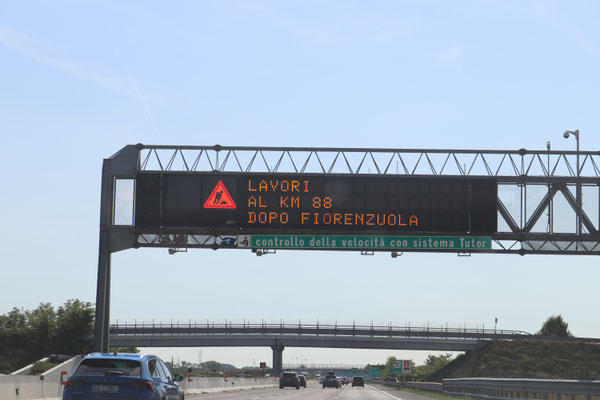 LAVORI
AL KM 88
DOPO FIORENZUOLA
controllo della velocità con sistema Tutor